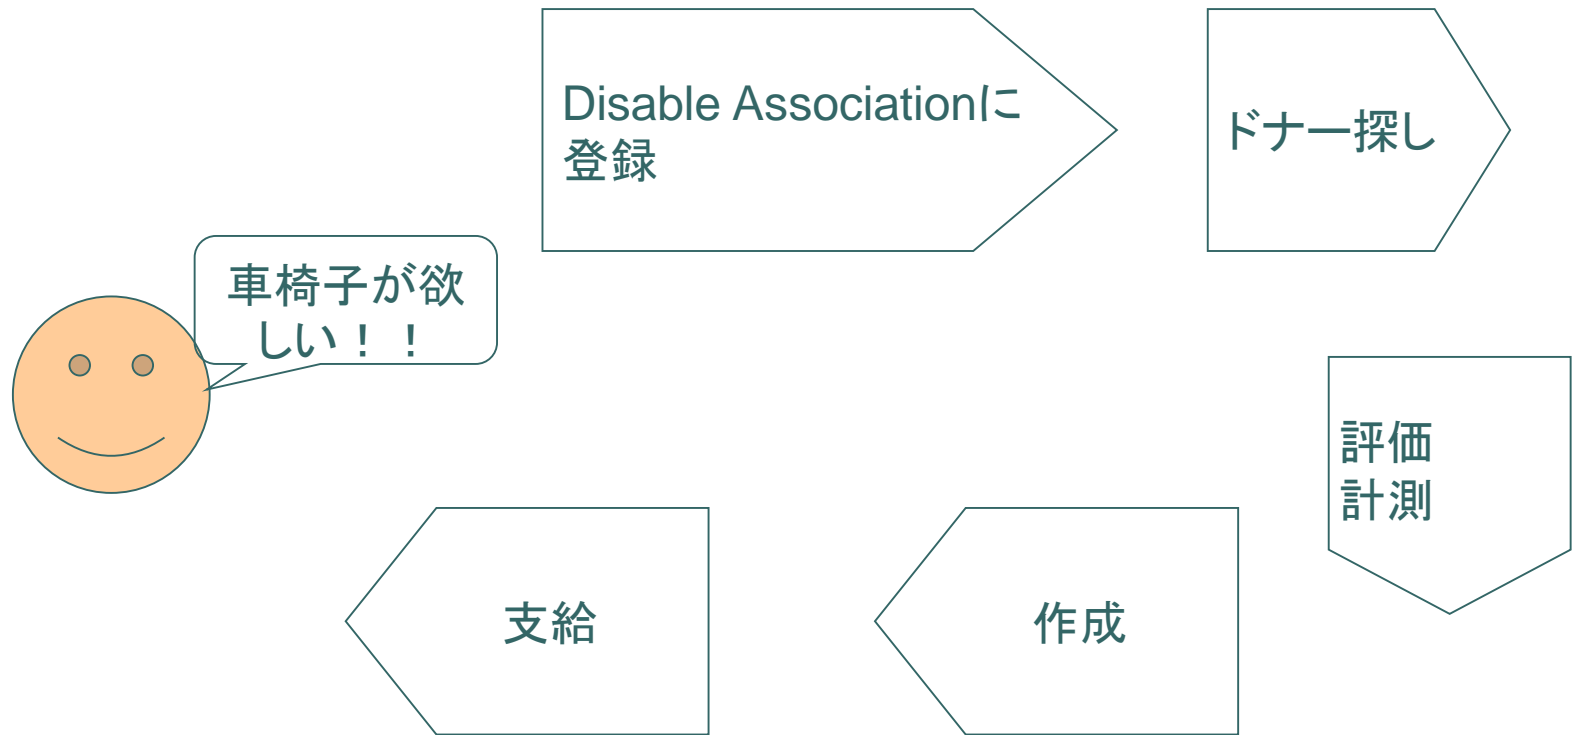 Disable Associationに
登録
ドナー探し
車椅子が欲
しい！！
評価
計測
作成
支給